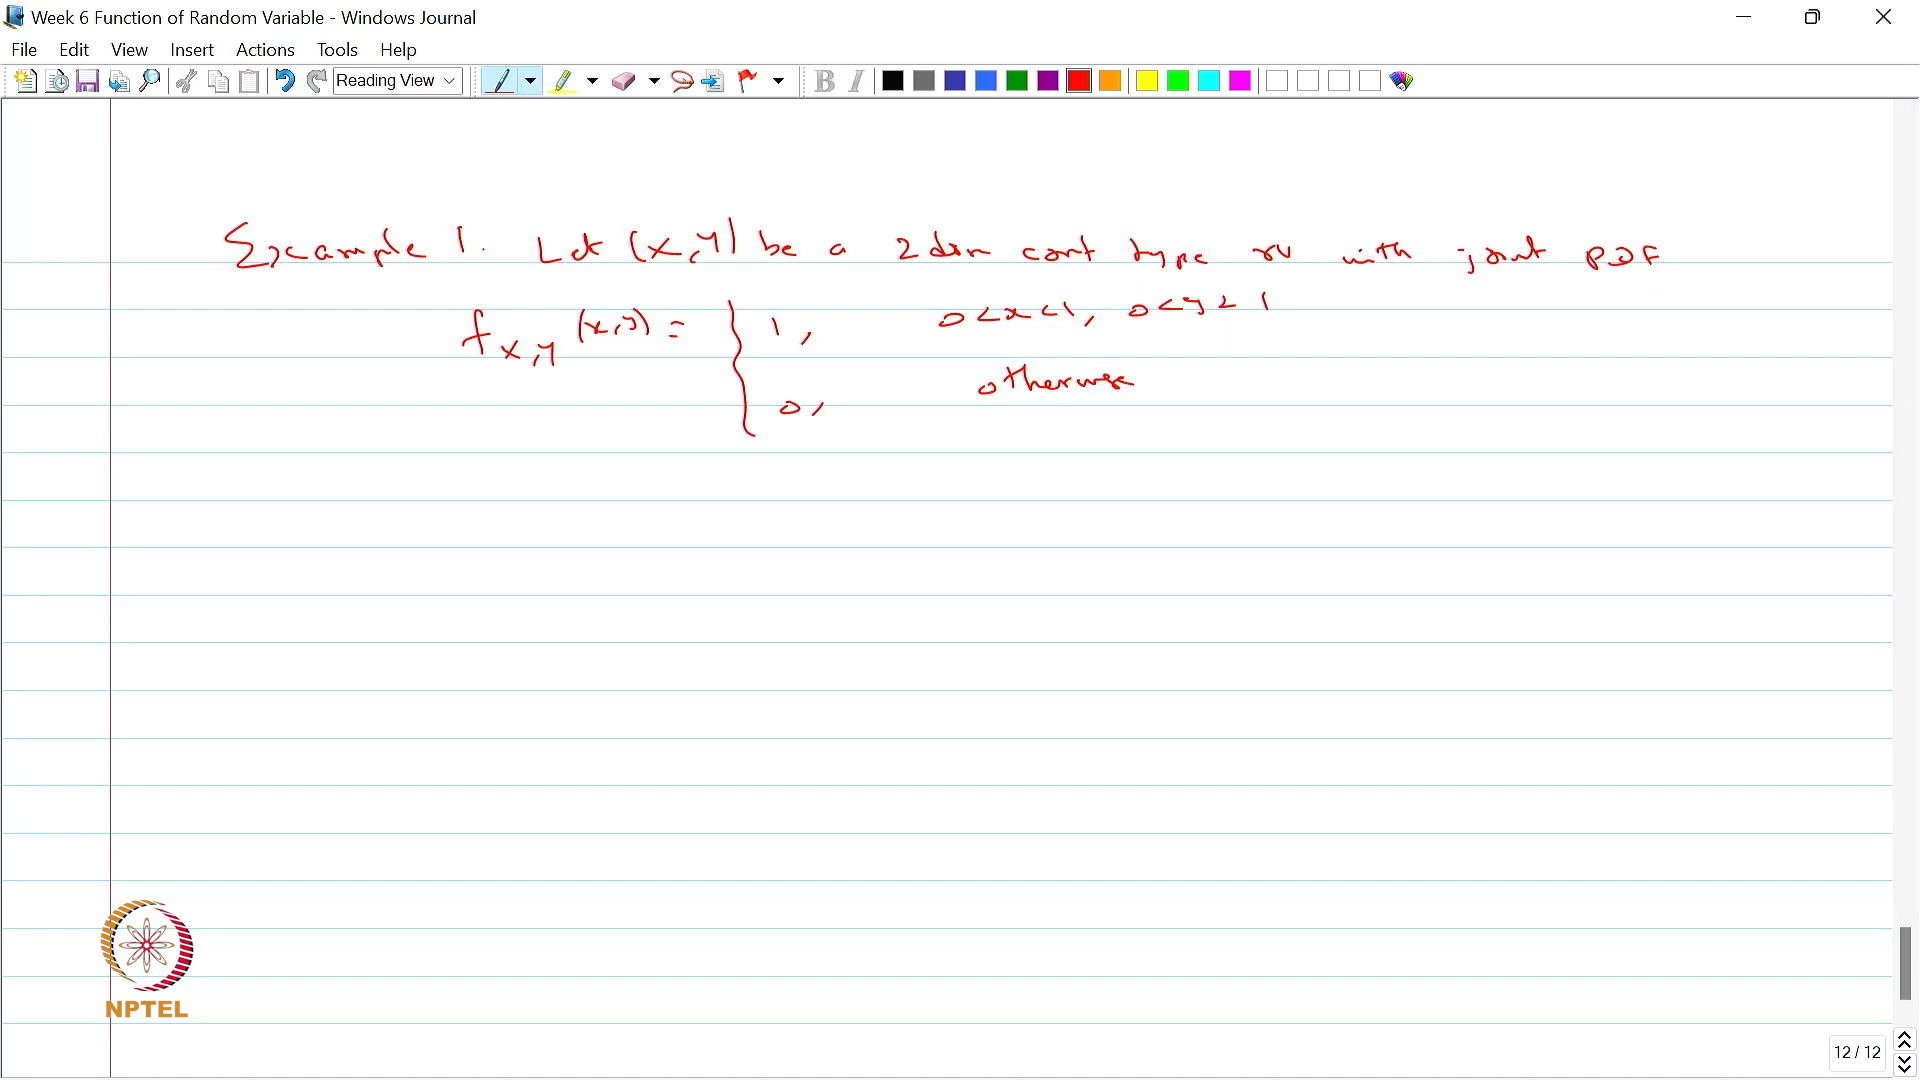 Week 6 Function of Random Variable - Windows Journal
File Edit View Insert Actions Tools Help
Reading View B I
Example 1. Let (X,Y) be a 2 dim cont type rv with joint PDF
f X,Y (x,y) = { 1, 0<x<1, 0<y<1
0, otherwise
NPTEL
12 / 12